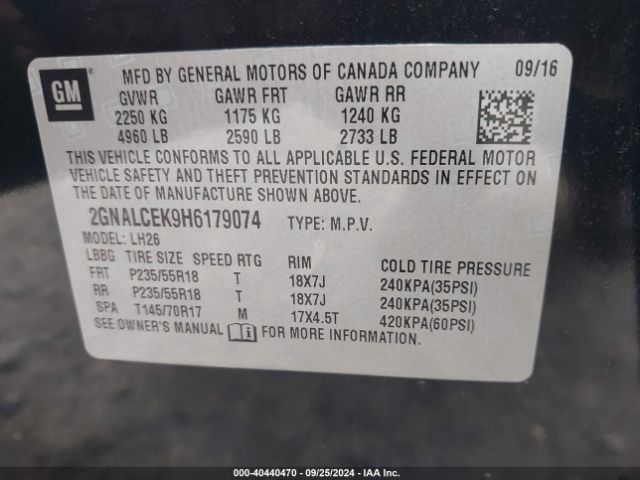 GM ® MFD BY GENERAL MOTORS OF CANADA COMPANY 09/16
GVWR GAWR FRT GAWR RR
2250 KG 1175 KG 1240 KG
4960 LB 2590 LB 2733 LB
THIS VEHICLE CONFORMS TO ALL APPLICABLE U.S. FEDERAL MOTOR
VEHICLE SAFETY AND THEFT PREVENTION STANDARDS IN EFFECT ON
THE DATE OF MANUFACTURE SHOWN ABOVE.
2GNALCEK9H6179074 TYPE: M.P.V.
MODEL: LH26
LBBG TIRE SIZE SPEED RTG RIM COLD TIRE PRESSURE
FRT P235/55R18 T 18X7J 240KPA(35PSI)
RR P235/55R18 T 18X7J 240KPA(35PSI)
SPA T145/70R17 M 17X4.5T 420KPA(60PSI)
SEE OWNER'S MANUAL FOR MORE INFORMATION.
000-40440470 • 09/25/2024 - IAA, Inc.